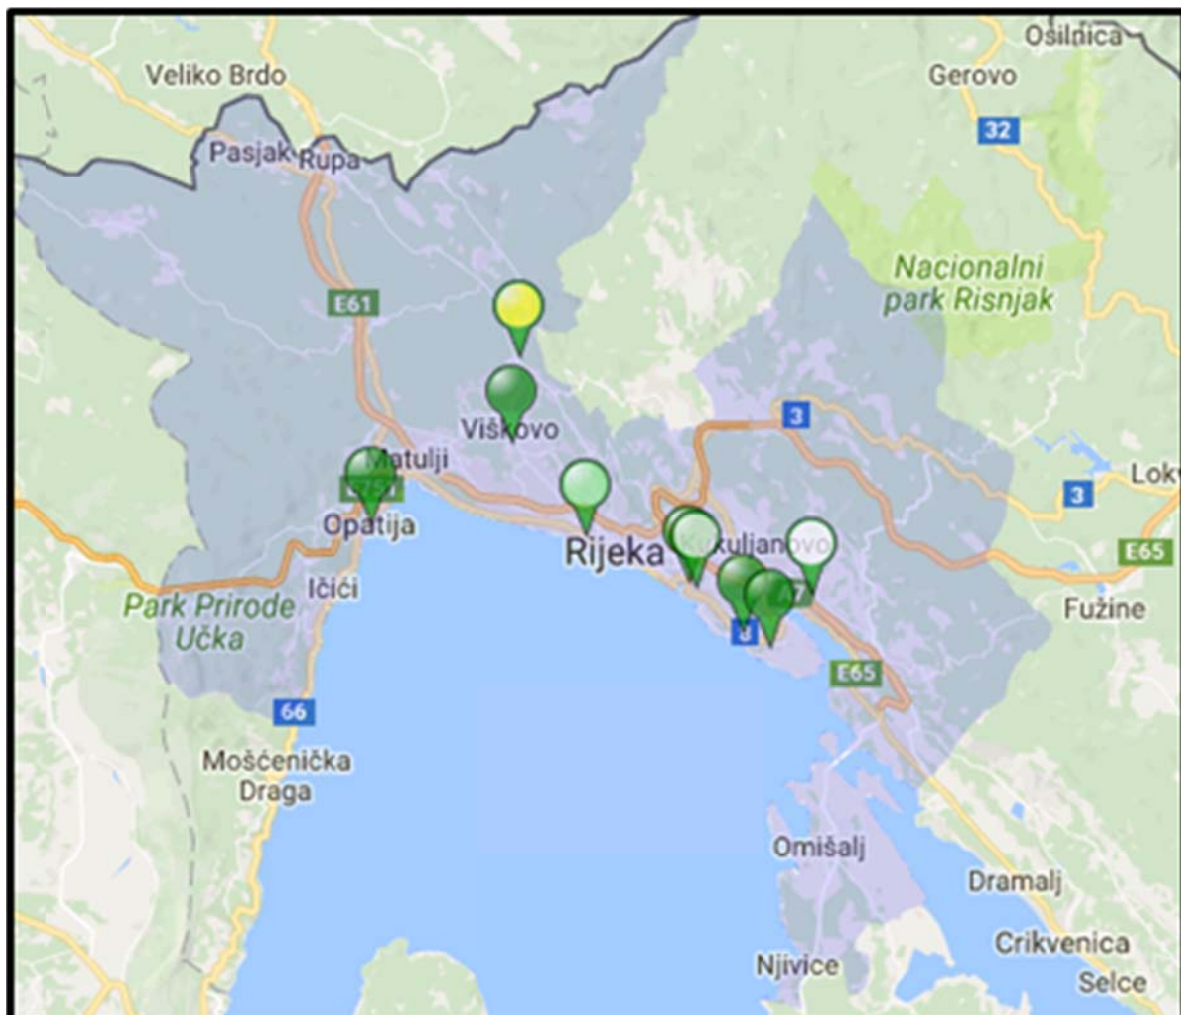 Osilnica
Veliko Brdo
Gerovo
32
Pasjak
Rupa
Nacionalni
park Risnjak
E61
3
Viškovo
Matulji
Lokv
3
Opatija
Rijeka
Kukuljanovo
E65
Ičići
Park Prirode
Učka
Fužine
8
E65
66
Mošćenička
Draga
Omišalj
Dramalj
Crikvenica
Njivice
Selce